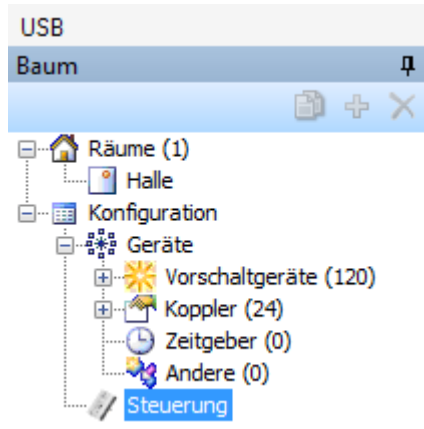 USB
Baum
Räume (1)
Halle
Konfiguration
Geräte
Vorschaltgeräte (120)
Koppler (24)
Zeitgeber (0)
Andere (0)
Steuerung